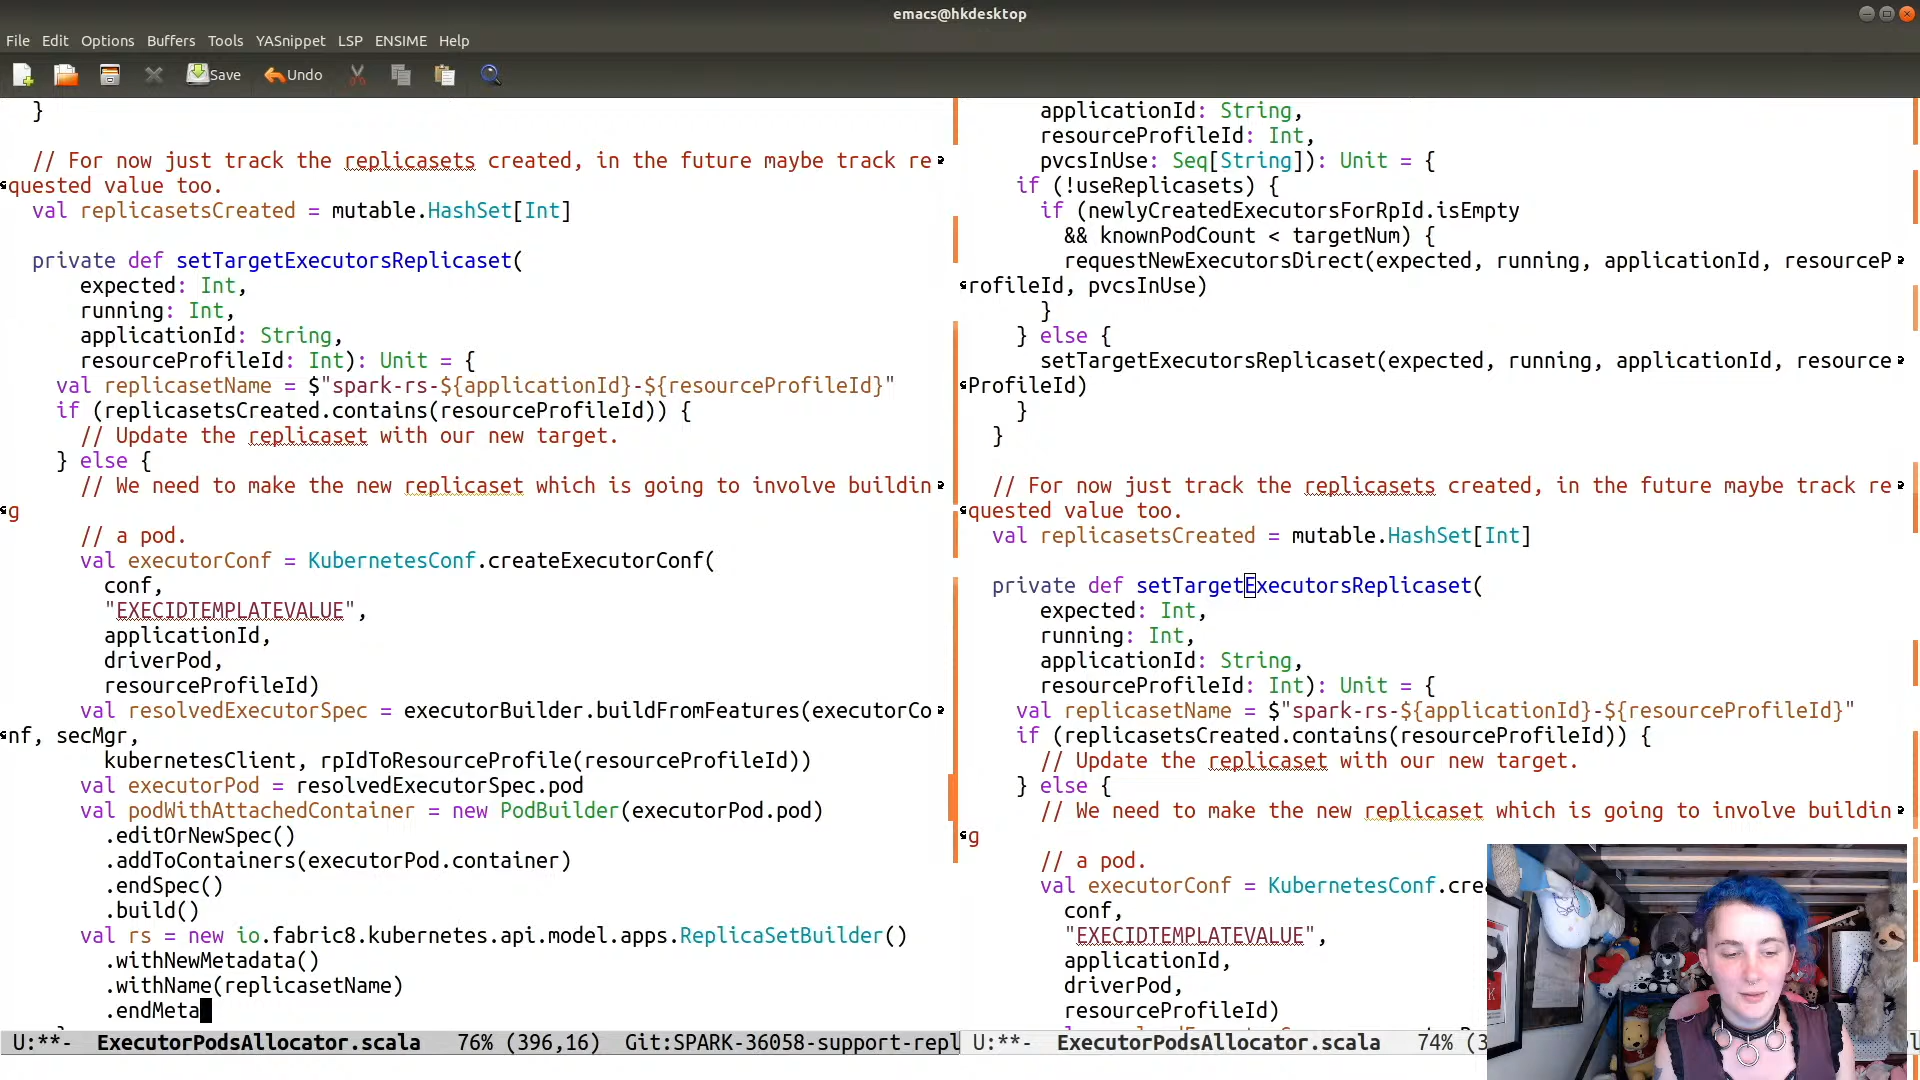 emacs@hkdesktop
File Edit Options Buffers Tools YASnippet LSP ENSIME Help
Save Undo
}
// For now just track the replicasets created, in the future maybe track re
quested value too.
val replicasetsCreated = mutable.HashSet[Int]
private def setTargetExecutorsReplicaset(
expected: Int,
running: Int,
applicationId: String,
resourceProfileId: Int): Unit = {
val replicasetName = $"spark-rs-${applicationId}-${resourceProfileId}"
if (replicasetsCreated.contains(resourceProfileId)) {
// Update the replicaset with our new target.
} else {
// We need to make the new replicaset which is going to involve buildin
g
// a pod.
val executorConf = KubernetesConf.createExecutorConf(
conf,
"EXECIDTEMPLATEVALUE",
applicationId,
driverPod,
resourceProfileId)
val resolvedExecutorSpec = executorBuilder.buildFromFeatures(executorCo
nf, secMgr,
kubernetesClient, rpIdToResourceProfile(resourceProfileId))
val executorPod = resolvedExecutorSpec.pod
val podWithAttachedContainer = new PodBuilder(executorPod.pod)
.editOrNewSpec()
.addToContainers(executorPod.container)
.endSpec()
.build()
val rs = new io.fabric8.kubernetes.api.model.apps.ReplicaSetBuilder()
.withNewMetadata()
.withName(replicasetName)
.endMeta
U:**- ExecutorPodsAllocator.scala 76% (396,16) Git:SPARK-36058-support-repl
applicationId: String,
resourceProfileId: Int,
pvcsInUse: Seq[String]): Unit = {
if (!useReplicasets) {
if (newlyCreatedExecutorsForRpId.isEmpty
&& knownPodCount < targetNum) {
requestNewExecutorsDirect(expected, running, applicationId, resourceP
rofileId, pvcsInUse)
}
} else {
setTargetExecutorsReplicaset(expected, running, applicationId, resource
ProfileId)
}
}
// For now just track the replicasets created, in the future maybe track re
quested value too.
val replicasetsCreated = mutable.HashSet[Int]
private def setTargetExecutorsReplicaset(
expected: Int,
running: Int,
applicationId: String,
resourceProfileId: Int): Unit = {
val replicasetName = $"spark-rs-${applicationId}-${resourceProfileId}"
if (replicasetsCreated.contains(resourceProfileId)) {
// Update the replicaset with our new target.
} else {
// We need to make the new replicaset which is going to involve buildin
g
// a pod.
val executorConf = KubernetesConf.cre
conf,
"EXECIDTEMPLATEVALUE",
applicationId,
driverPod,
resourceProfileId)
U:**- ExecutorPodsAllocator.scala 74% (3